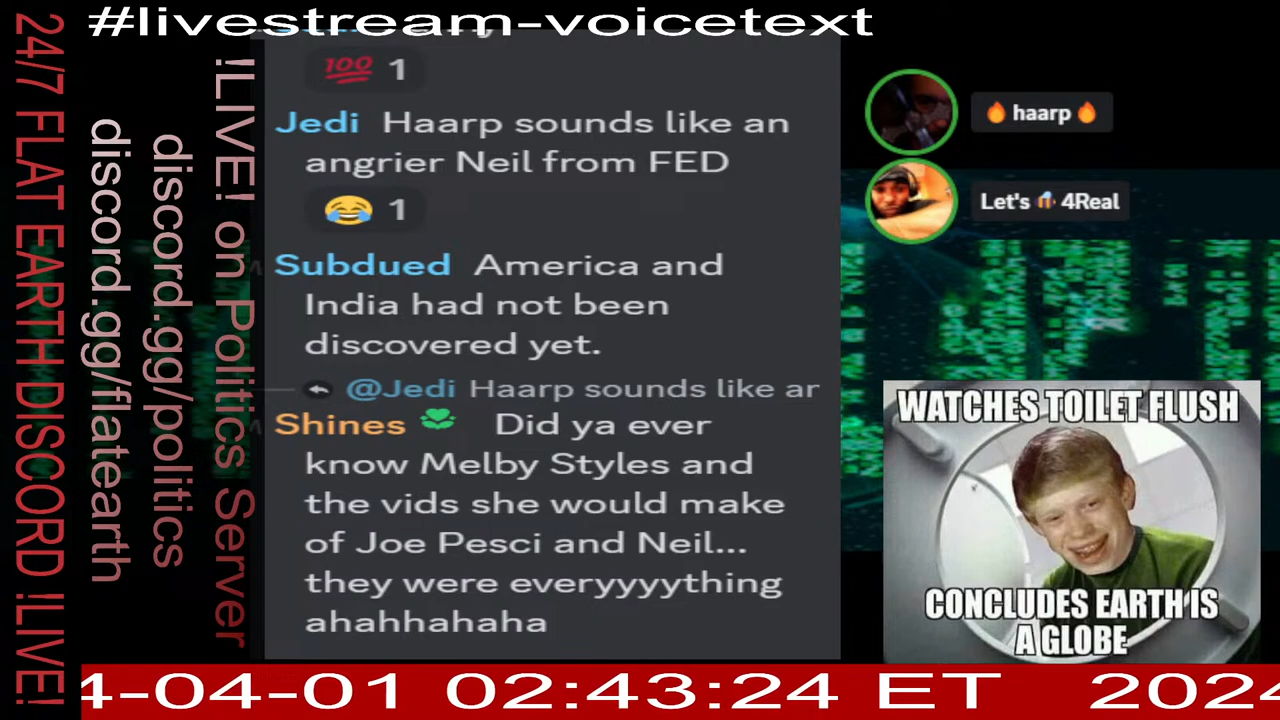 #livestream-voicetext
24/7 FLAT EARTH DISCORD !LIVE!
discord.gg/flatearth
discord.gg/politics
!LIVE! on Politics Server
💯 1
Jedi Haarp sounds like an
angrier Neil from FED
😂 1
Subdued America and
India had not been
discovered yet.
@Jedi Haarp sounds like ar
Shines ☘ Did ya ever
know Melby Styles and
the vids she would make
of Joe Pesci and Neil...
they were everyyyything
ahahhahaha
🔥 haarp 🔥
Let's 4Real
WATCHES TOILET FLUSH
CONCLUDES EARTH IS
A GLOBE
4-04-01 02:43:24 ET 2024